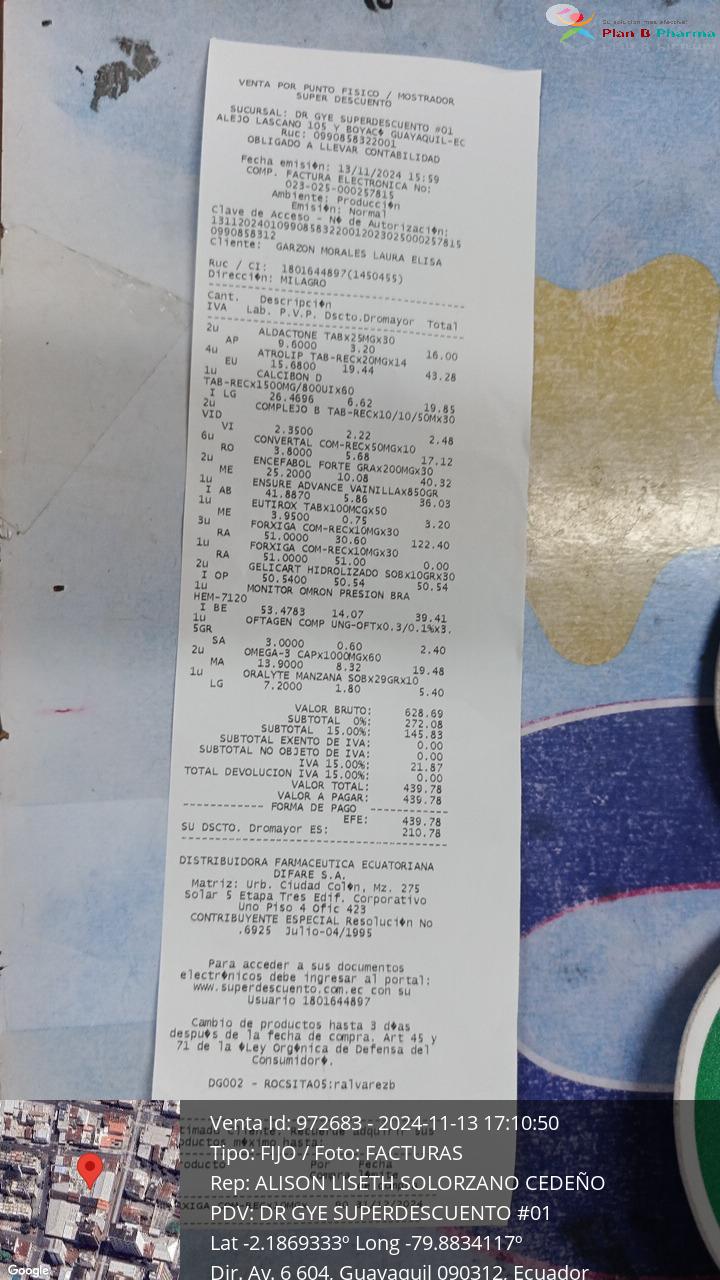 Su solución más efectiva!
Plan B Pharma
VENTA POR PUNTO FISICO / MOSTRADOR
SUPER DESCUENTO
SUCURSAL: DR GYE SUPERDESCUENTO #01
ALEJO LASCANO 105 Y BOYAC� GUAYAQUIL-EC
Ruc: 0990858322001
OBLIGADO A LLEVAR CONTABILIDAD
Fecha emisi�n: 13/11/2024 15:59
COMP. FACTURA ELECTRONICA No:
023-025-000257815
Ambiente: Producci�n
Emisi�n: Normal
Clave de Acceso - N� de Autorizaci�n:
131120240109908583220012023025000257815
0990858312
Cliente: GARZON MORALES LAURA ELISA
Ruc / CI: 1801644897(1450455)
Direcci�n: MILAGRO
Cant. Descripci�n
IVA Lab. P.V.P. Dscto.Dromayor Total
2u ALDACTONE TABx25MGx30
AP 9.6000 3.20 16.00
4u ATROLIP TAB-RECx20MGx14
EU 15.6800 19.44 43.28
1u CALCIBON D
TAB-RECx1500MG/800UIx60
I LG 26.4696 6.62 19.85
2u COMPLEJO B TAB-RECx10/10/50Mx30
VID
VI 2.3500 2.22 2.48
6u CONVERTAL COM-RECx50MGx10
RO 3.8000 5.68 17.12
2u ENCEFABOL FORTE GRAx200MGx30
ME 25.2000 10.08 40.32
1u ENSURE ADVANCE VAINILLAx850GR
I AB 41.8870 5.86 36.03
1u EUTIROX TABx100MCGx50
ME 3.9500 0.75 3.20
3u FORXIGA COM-RECx10MGx30
RA 51.0000 30.60 122.40
1u FORXIGA COM-RECx10MGx30
RA 51.0000 51.00 0.00
2u GELICART HIDROLIZADO SOBx10GRx30
I OP 50.5400 50.54 50.54
1u MONITOR OMRON PRESION BRA
HEM-7120
I BE 53.4783 14.07 39.41
1u OFTAGEN COMP UNG-OFTx0.3/0.1%x3.
5GR
SA 3.0000 0.60 2.40
2u OMEGA-3 CAPx1000MGx60
MA 13.9000 8.32 19.48
1u ORALYTE MANZANA SOBx29GRx10
LG 7.2000 1.80 5.40
VALOR BRUTO: 628.69
SUBTOTAL 0%: 272.08
SUBTOTAL 15.00%: 145.83
SUBTOTAL EXENTO DE IVA: 0.00
SUBTOTAL NO OBJETO DE IVA: 0.00
IVA 15.00%: 21.87
TOTAL DEVOLUCION IVA 15.00%: 0.00
VALOR TOTAL: 439.78
VALOR A PAGAR: 439.78
------------ FORMA DE PAGO ------------
EFE: 439.78
SU DSCTO. Dromayor ES: 210.78
DISTRIBUIDORA FARMACEUTICA ECUATORIANA
DIFARE S.A.
Matriz: Urb. Ciudad Col�n, Mz. 275
Solar 5 Etapa Tres Edif. Corporativo
Uno Piso 4 Ofic 423
CONTRIBUYENTE ESPECIAL Resoluci�n No
.6925 Julio-04/1995
Para acceder a sus documentos
electr�nicos debe ingresar al portal:
www.superdescuento.com.ec con su
Usuario 1801644897
Cambio de productos hasta 3 d�as
despu�s de la fecha de compra. Art 45 y
71 de la �Ley Org�nica de Defensa del
Consumidor�.
DG002 - ROCSITA05:ralvarezb
Venta Id: 972683 - 2024-11-13 17:10:50
Tipo: FIJO / Foto: FACTURAS
Rep: ALISON LISETH SOLORZANO CEDEÑO
PDV: DR GYE SUPERDESCUENTO #01
Lat -2.1869333º Long -79.8834117º
Dir. Av. 6 604, Guayaquil 090312, Ecuador
Google